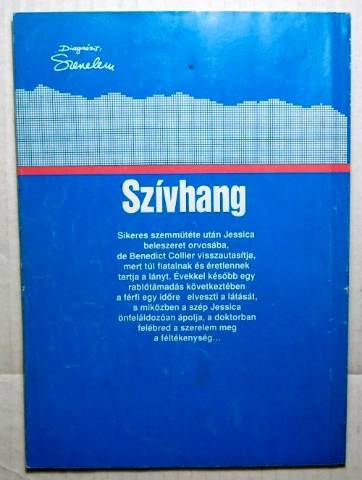 Diagnózis:
Szerelem
Szívhang
Sikeres szemműtéte után Jessica
beleszeret orvosába,
de Benedict Collier visszautasítja,
mert túl fiatalnak és éretlennek
tartja a lányt. Évekkel később egy
rablótámadás következtében
a férfi egy időre elveszti a látását,
s miközben a szép Jessica
önfeláldozóan ápolja, a doktorban
felébred a szerelem meg
a féltékenység...